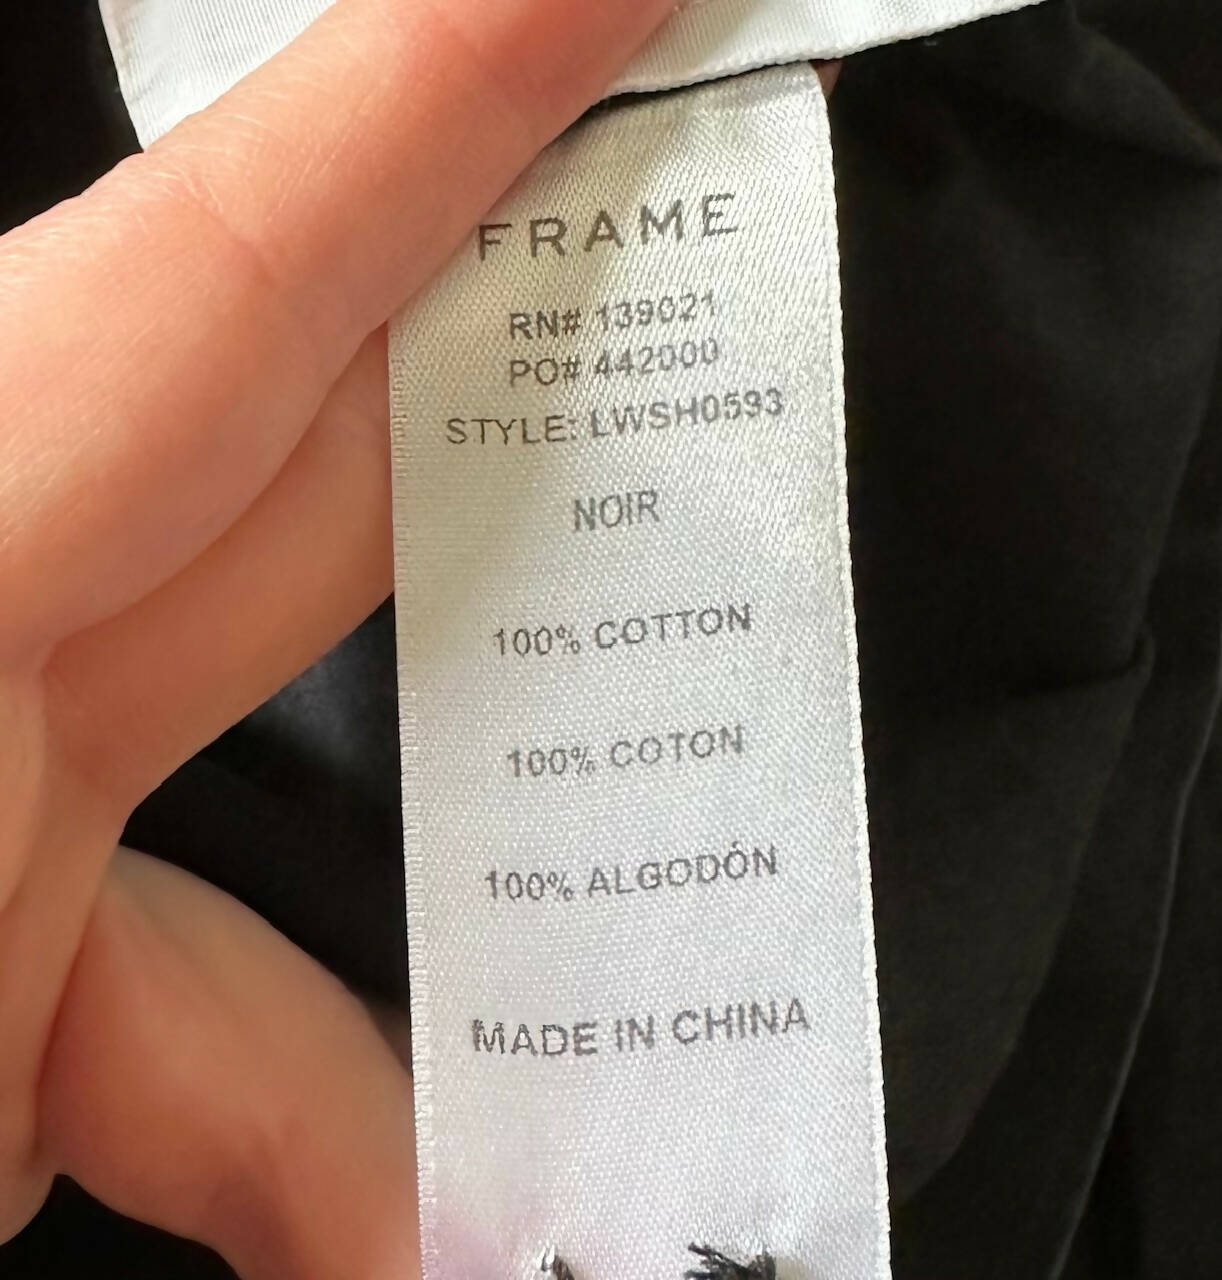 FRAME
RN# 139021
PO# 442000
STYLE: LWSH0593
NOIR
100% COTTON
100% COTON
100% ALGODÓN
MADE IN CHINA